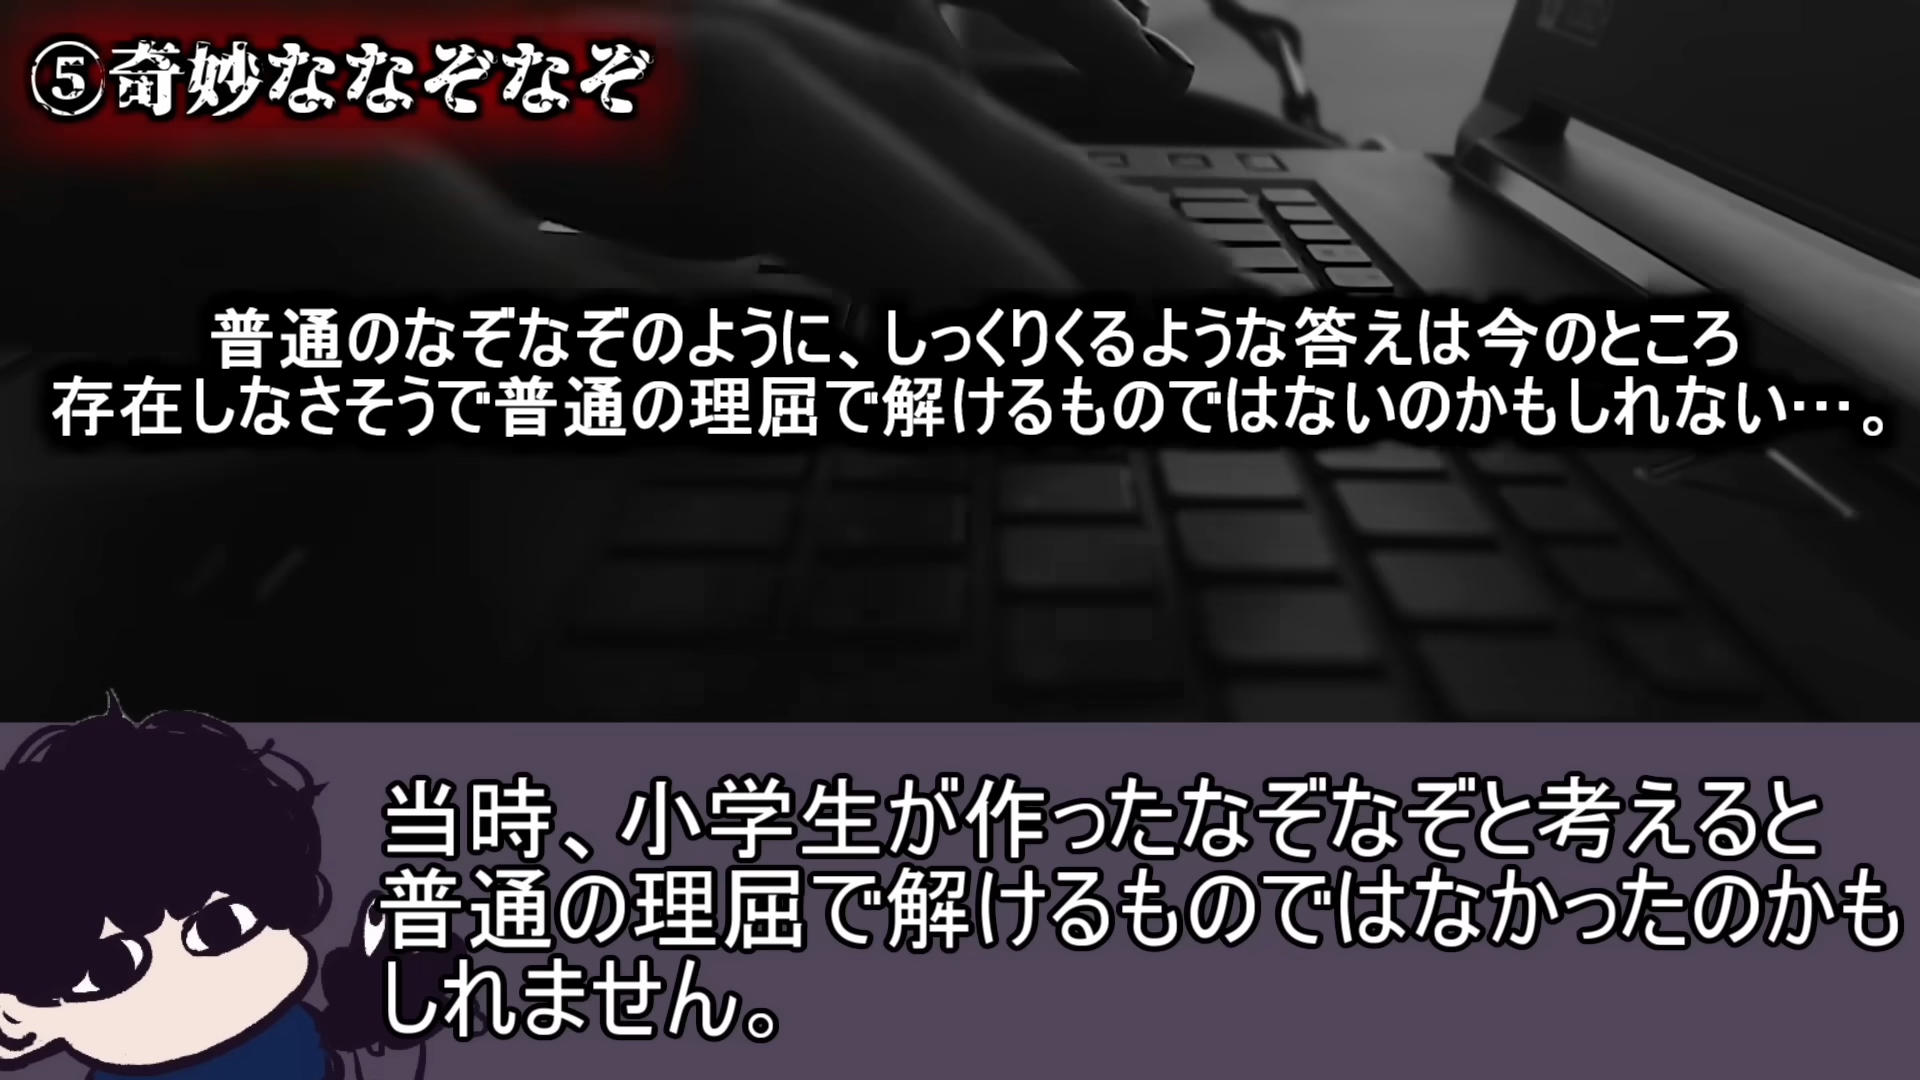 ⑤奇妙ななぞなぞ
普通のなぞなぞのように、しっくりくるような答えは今のところ
存在しなさそうで普通の理屈で解けるものではないのかもしれない…。
当時、小学生が作ったなぞなぞと考えると
普通の理屈で解けるものではなかったのかも
しれません。